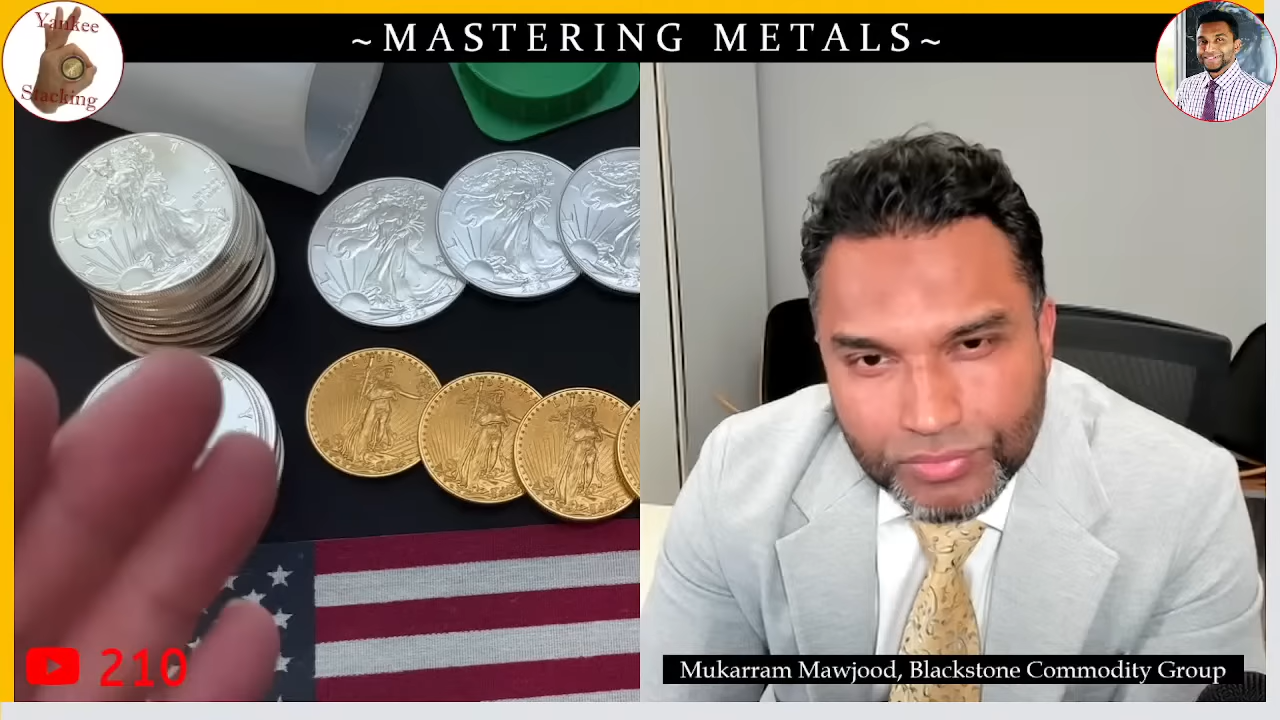 Yankee
Stacking
~MASTERING METALS~
210
Mukarram Mawjood, Blackstone Commodity Group